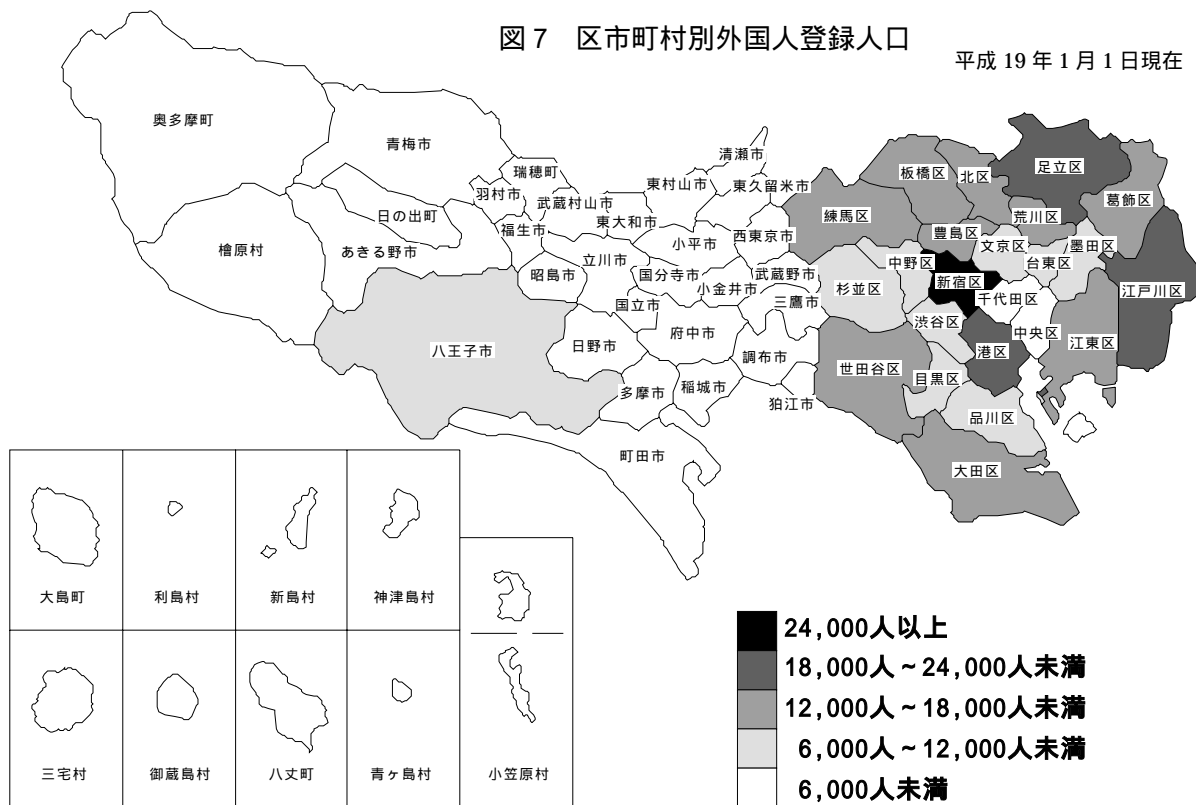 図７　区市町村別外国人登録人口
平成 19 年 1 月 1 日現在
奥多摩町
青梅市
清瀬市
瑞穂町
東村山市
東久留米市
板橋区
北区
足立区
羽村市
武蔵村山市
葛飾区
日の出町
東大和市
練馬区
荒川区
檜原村
あきる野市
福生市
小平市
西東京市
豊島区
文京区
墨田区
立川市
中野区
台東区
昭島市
国分寺市
武蔵野市
新宿区
江戸川区
小金井市
杉並区
千代田区
国立市
三鷹市
渋谷区
八王子市
日野市
府中市
中央区
江東区
調布市
世田谷区
港区
目黒区
多摩市
稲城市
狛江市
品川区
町田市
大田区
大島町
利島村
新島村
神津島村
三宅村
御蔵島村
八丈町
青ヶ島村
小笠原村
24,000人以上
18,000人～24,000人未満
12,000人～18,000人未満
6,000人～12,000人未満
6,000人未満